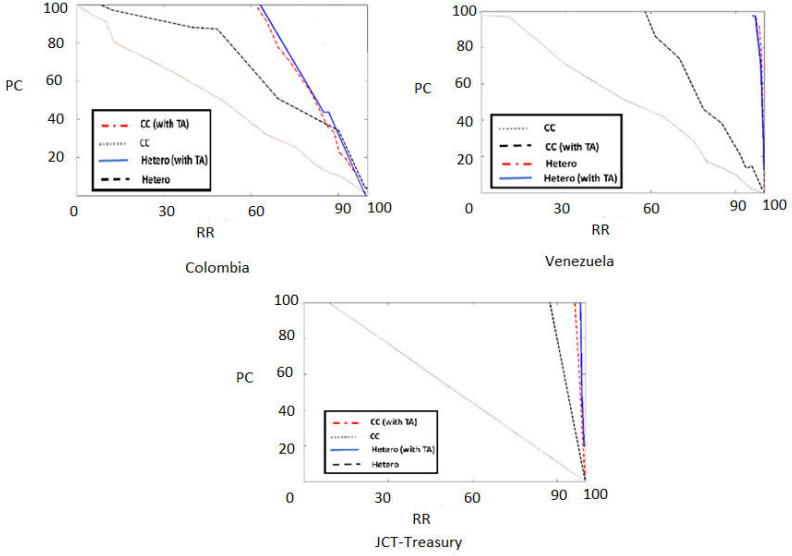 100
80
PC
60
40
20
CC (with TA)
CC
Hetero (with TA)
Hetero
0 30 60 90 100
RR
Colombia
100
80
PC
60
40
20
CC
CC (with TA)
Hetero
Hetero (with TA)
0 30 60 90 100
RR
Venezuela
100
80
60
PC
40
20
CC (with TA)
CC
Hetero (with TA)
Hetero
0 30 60 90 100
RR
JCT-Treasury